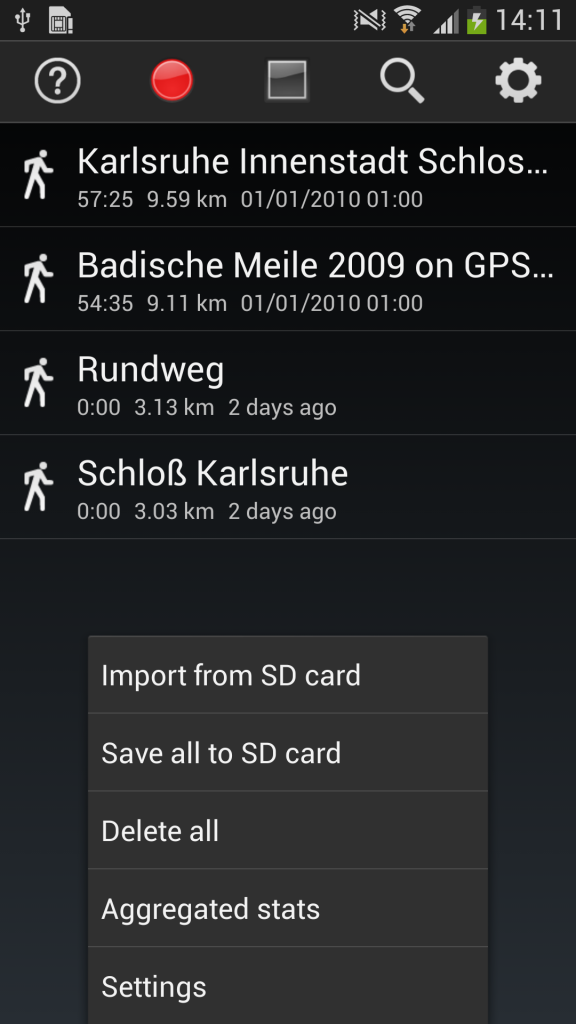 14:11
?
Karlsruhe Innenstadt Schlos...
57:25 9.59 km 01/01/2010 01:00
Badische Meile 2009 on GPS...
54:35 9.11 km 01/01/2010 01:00
Rundweg
0:00 3.13 km 2 days ago
Schloß Karlsruhe
0:00 3.03 km 2 days ago
Import from SD card
Save all to SD card
Delete all
Aggregated stats
Settings